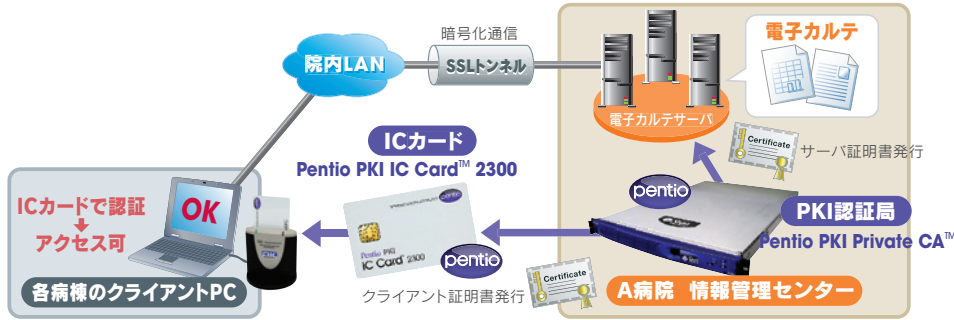 暗号化通信
院内LAN
SSLトンネル
電子カルテ
電子カルテサーバ
Certificate
サーバ証明書発行
ICカード
Pentio PKI IC Card™ 2300
pentio
PKI認証局
Pentio PKI Private CA™
ICカードで認証
アクセス可
OK
pentio
Pentio PKI
IC Card 2300
pentio
クライアント証明書発行
Certificate
各病棟のクライアントPC
A病院 情報管理センター